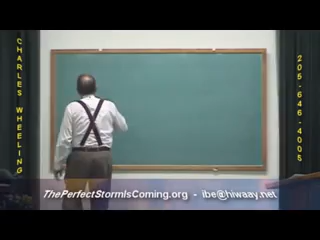 CHARLES WHEELING
205-646-4005
ThePerfectStormIsComing.org - ibe@hiwaay.net